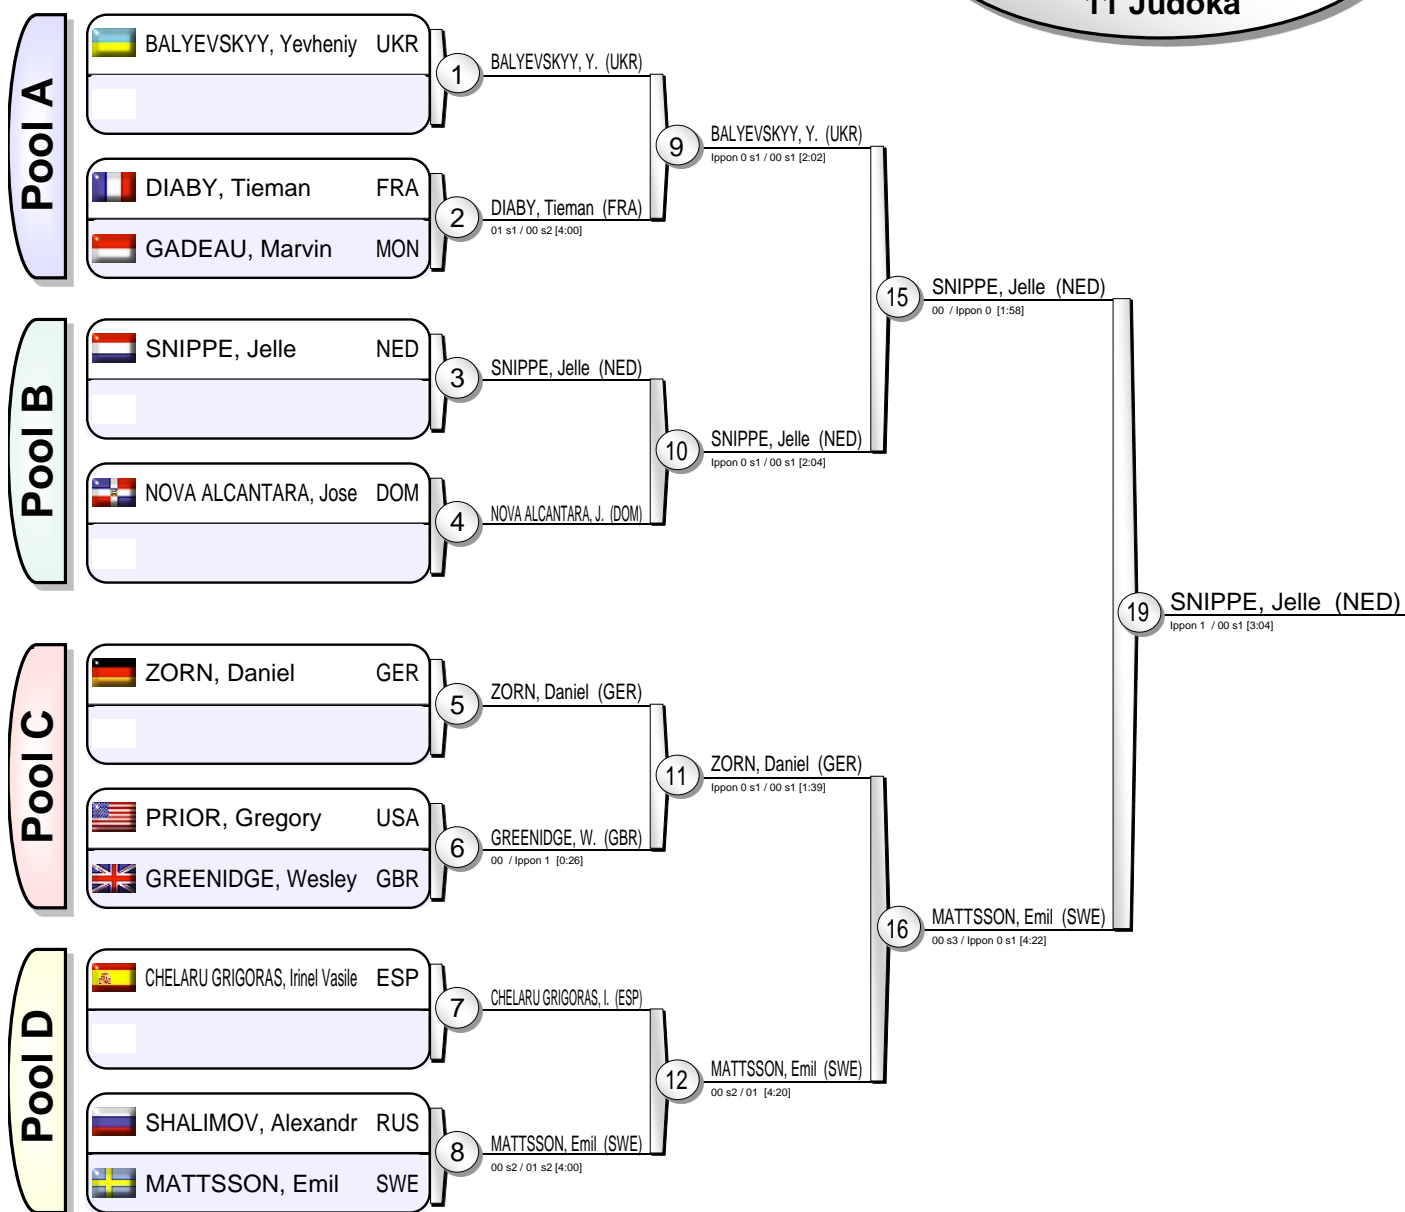 11 Judoka
Pool A
BALYEVSKYY, Yevheniy UKR
1
BALYEVSKYY, Y. (UKR)
DIABY, Tieman FRA
GADEAU, Marvin MON
2
DIABY, Tieman (FRA)
01 s1 / 00 s2 [4:00]
9
BALYEVSKYY, Y. (UKR)
Ippon 0 s1 / 00 s1 [2:02]
Pool B
SNIPPE, Jelle NED
3
SNIPPE, Jelle (NED)
NOVA ALCANTARA, Jose DOM
4
NOVA ALCANTARA, J. (DOM)
10
SNIPPE, Jelle (NED)
Ippon 0 s1 / 00 s1 [2:04]
15
SNIPPE, Jelle (NED)
00 / Ippon 0 [1:58]
Pool C
ZORN, Daniel GER
5
ZORN, Daniel (GER)
PRIOR, Gregory USA
GREENIDGE, Wesley GBR
6
GREENIDGE, W. (GBR)
00 / Ippon 1 [0:26]
11
ZORN, Daniel (GER)
Ippon 0 s1 / 00 s1 [1:39]
Pool D
CHELARU GRIGORAS, Irinel Vasile ESP
7
CHELARU GRIGORAS, I. (ESP)
SHALIMOV, Alexandr RUS
MATTSSON, Emil SWE
8
MATTSSON, Emil (SWE)
00 s2 / 01 s2 [4:00]
12
MATTSSON, Emil (SWE)
00 s2 / 01 [4:20]
16
MATTSSON, Emil (SWE)
00 s3 / Ippon 0 s1 [4:22]
19
SNIPPE, Jelle (NED)
Ippon 1 / 00 s1 [3:04]